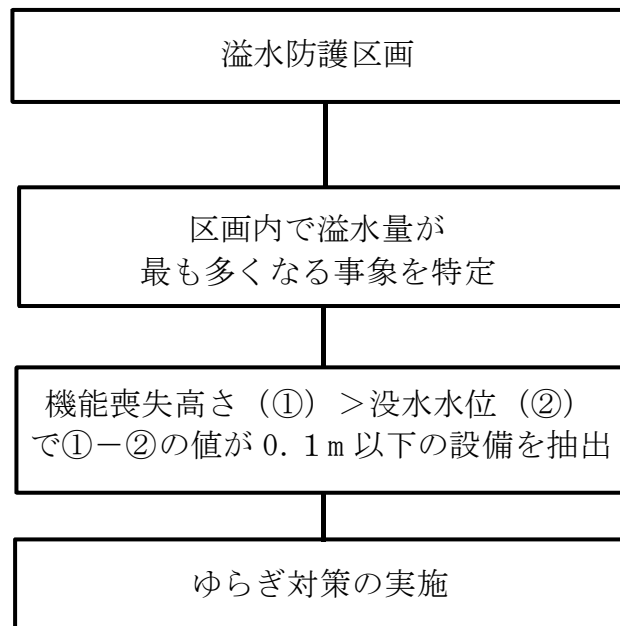 溢水防護区画
区画内で溢水量が
最も多くなる事象を特定
機能喪失高さ（①）＞没水水位（②）
で①－②の値が 0.1m 以下の設備を抽出
ゆらぎ対策の実施